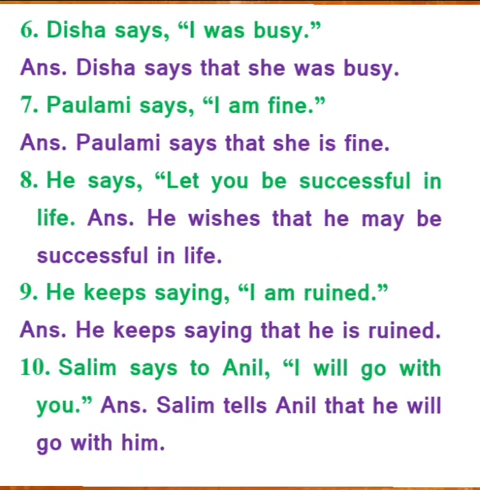 6. Disha says, “I was busy.”
Ans. Disha says that she was busy.
7. Paulami says, “I am fine.”
Ans. Paulami says that she is fine.
8. He says, “Let you be successful in
life. Ans. He wishes that he may be
successful in life.
9. He keeps saying, “I am ruined.”
Ans. He keeps saying that he is ruined.
10. Salim says to Anil, “I will go with
you.” Ans. Salim tells Anil that he will
go with him.